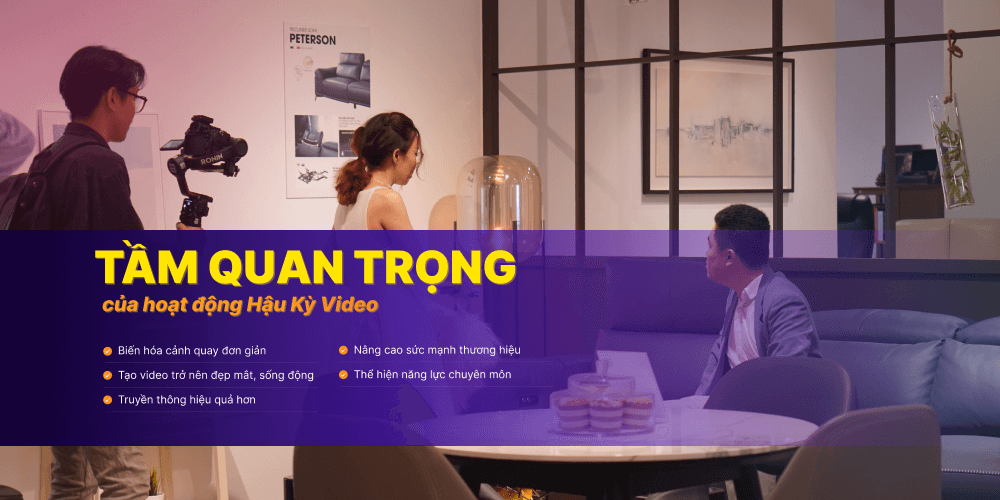 PETERSON
RONIN
TẦM QUAN TRỌNG
của hoạt động Hậu Kỳ Video
Biến hóa cảnh quay đơn giản
Tạo video trở nên đẹp mắt, sống động
Truyền thông hiệu quả hơn
Nâng cao sức mạnh thương hiệu
Thể hiện năng lực chuyên môn